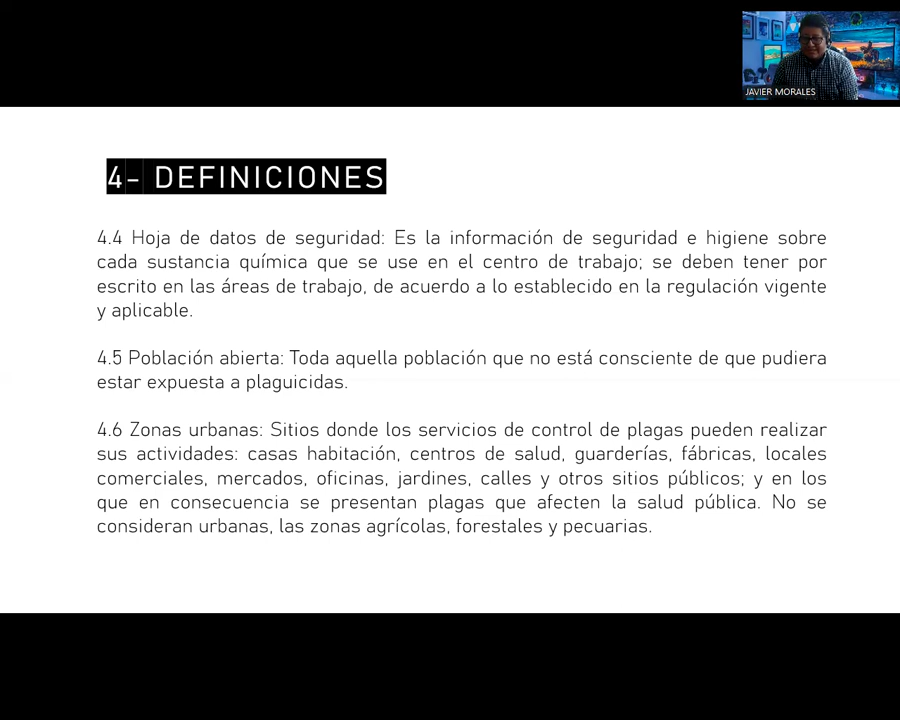 JAVIER MORALES
4- DEFINICIONES
4.4 Hoja de datos de seguridad: Es la información de seguridad e higiene sobre
cada sustancia química que se use en el centro de trabajo; se deben tener por
escrito en las áreas de trabajo, de acuerdo a lo establecido en la regulación vigente
y aplicable.
4.5 Población abierta: Toda aquella población que no está consciente de que pudiera
estar expuesta a plaguicidas.
4.6 Zonas urbanas: Sitios donde los servicios de control de plagas pueden realizar
sus actividades: casas habitación, centros de salud, guarderías, fábricas, locales
comerciales, mercados, oficinas, jardines, calles y otros sitios públicos; y en los
que en consecuencia se presentan plagas que afecten la salud pública. No se
consideran urbanas, las zonas agrícolas, forestales y pecuarias.